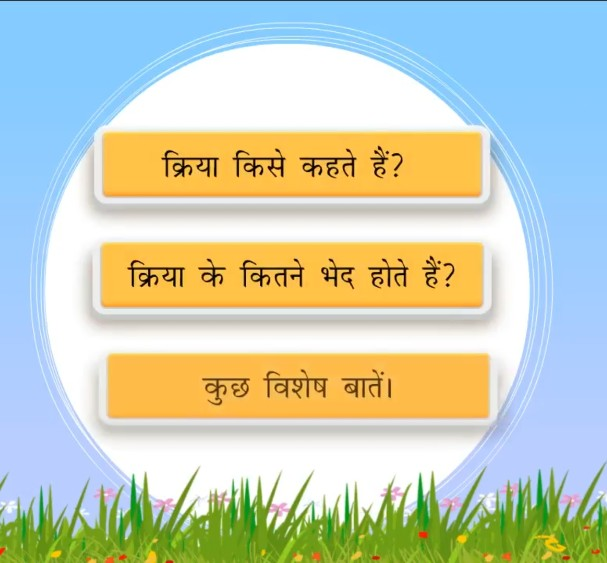 क्रिया किसे कहते हैं?
क्रिया के कितने भेद होते हैं?
कुछ विशेष बातें।